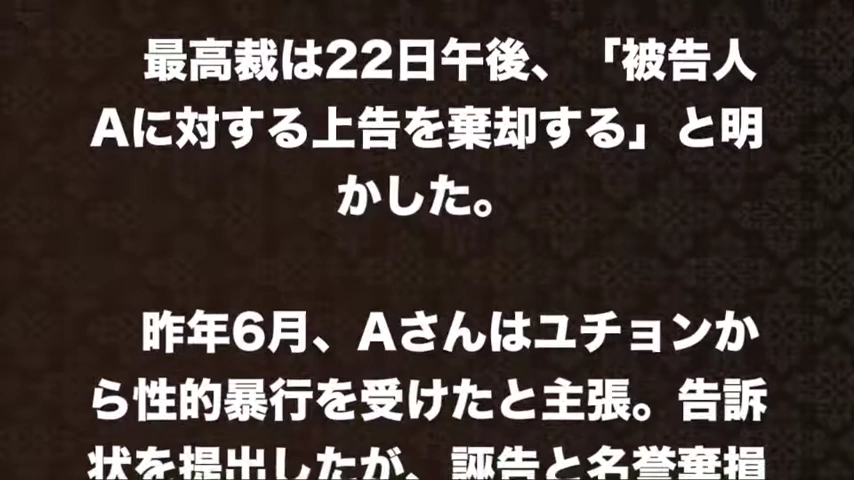 最高裁は22日午後、「被告人
Aに対する上告を棄却する」と明
かした。
昨年6月、Aさんはユチョンか
ら性的暴行を受けたと主張。告訴
状を提出したが、誣告と名誉棄損